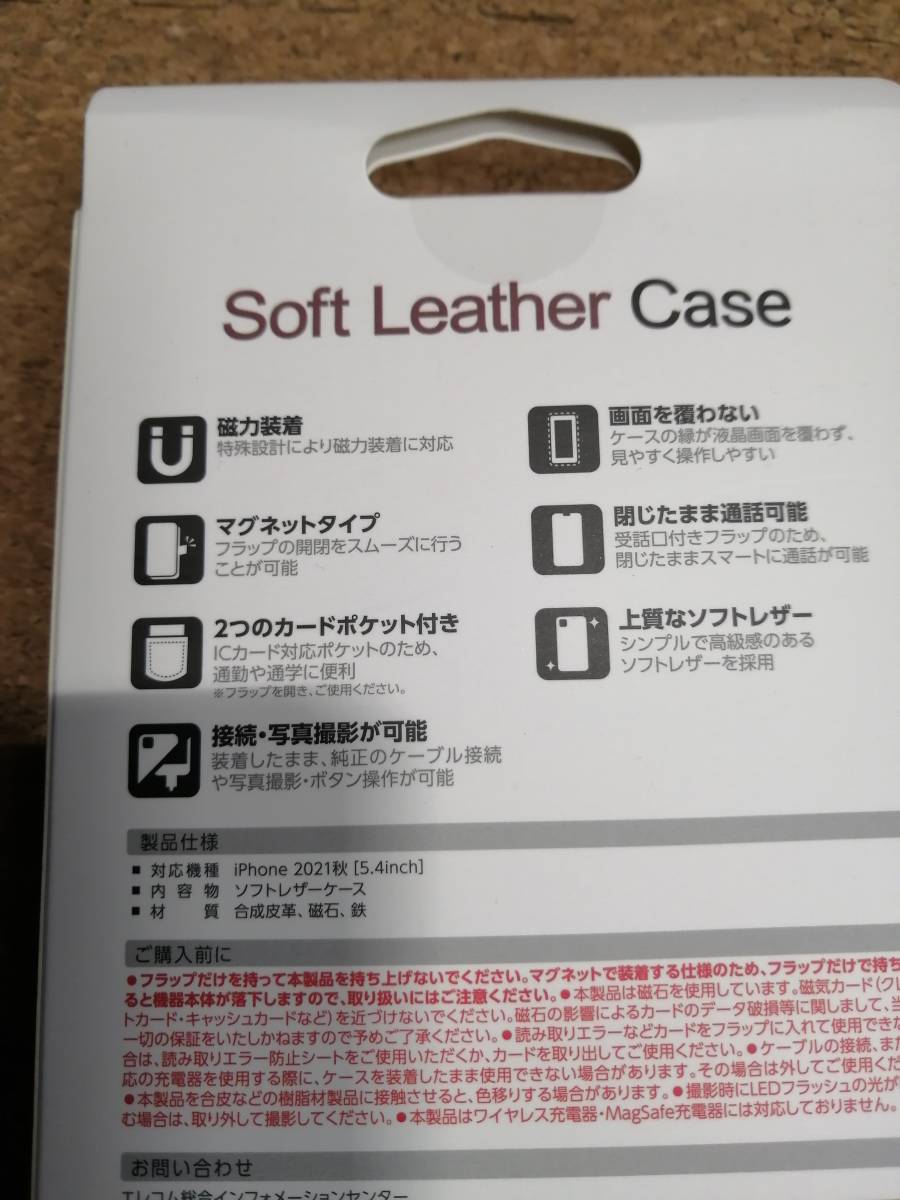 Soft Leather Case
磁力装着
特殊設計により磁力装着に対応
マグネットタイプ
フラップの開閉をスムーズに行う
ことが可能
2つのカードポケット付き
ICカード対応ポケットのため、
通勤や通学に便利
※フラップを開き、ご使用ください。
接続・写真撮影が可能
装着したまま、純正のケーブル接続
や写真撮影・ボタン操作が可能
画面を覆わない
ケースの縁が液晶画面を覆わず、
見やすく操作しやすい
閉じたまま通話可能
受話口付きフラップのため、
閉じたままスマートに通話が可能
上質なソフトレザー
シンプルで高級感のある
ソフトレザーを採用
製品仕様
■ 対応機種 iPhone 2021秋 [5.4inch]
■ 内容物 ソフトレザーケース
■ 材質 合成皮革、磁石、鉄
ご購入前に
●フラップだけを持って本製品を持ち上げないでください。マグネットで装着する仕様のため、フラップだけで持ち
ると機器本体が落下しますので、取り扱いにはご注意ください。●本製品は磁石を使用しています。磁気カード(クレ
トカード・キャッシュカードなど)を近づけないでください。磁石の影響によるカードのデータ破損等に関しまして、当
一切の保証をいたしかねますので予めご了承ください。●読み取りエラーなどカードをフラップに入れて使用できな
合は、読み取りエラー防止シートをご使用いただくか、カードを取り出してご使用ください。●ケーブルの接続、また
応の充電器を使用する際に、ケースを装着したまま使用できない場合があります。その場合は外してご使用くだ
●本製品を合皮などの樹脂材製品に接触させると、色移りする場合があります。●撮影時にLEDフラッシュの光が
む場合は、取り外して撮影してください。●本製品はワイヤレス充電器・MagSafe充電器には対応しておりません。
お問い合わせ
エレコム総合インフォメーションセンター